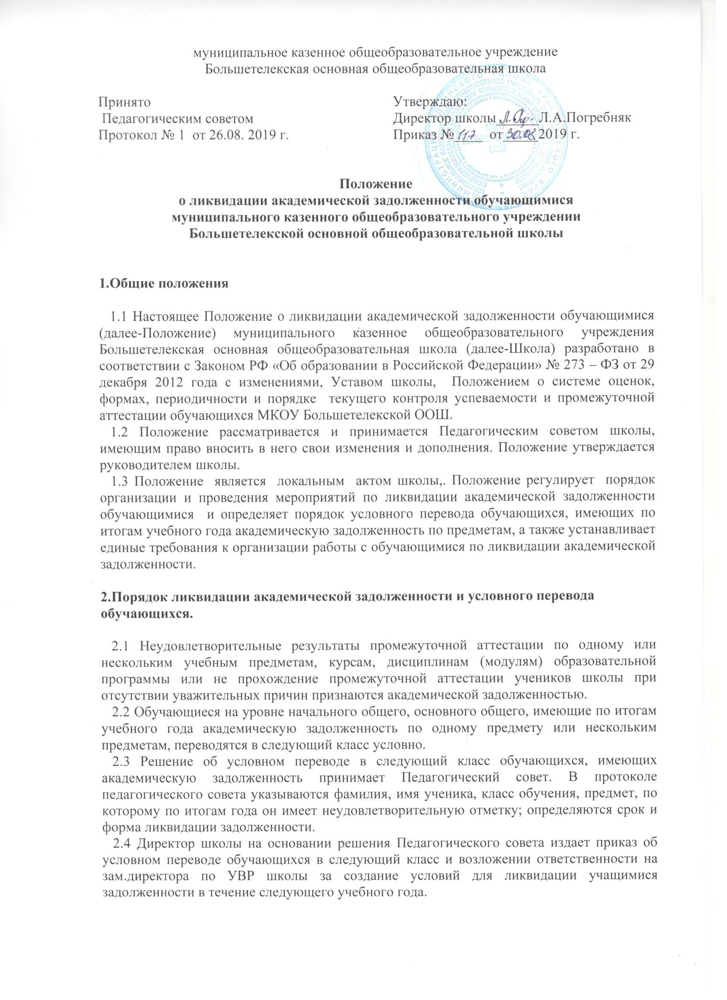 муниципальное казенное общеобразовательное учреждение
Большетелекская основная общеобразовательная школа
Принято
Педагогическим советом
Протокол № 1 от 26.08. 2019 г.
Утверждаю:
Директор школы Л.А.Погребняк
Приказ № 117 от 30.08 2019 г.
МКОУ
БОЛЬШЕТЕЛЕКСКАЯ
ООШ
Положение
о ликвидации академической задолженности обучающимися
муниципального казенного общеобразовательного учреждении
Большетелекской основной общеобразовательной школы
1.Общие положения
1.1 Настоящее Положение о ликвидации академической задолженности обучающимися
(далее-Положение) муниципального казенное общеобразовательного учреждения
Большетелекская основная общеобразовательная школа (далее-Школа) разработано в
соответствии с Законом РФ «Об образовании в Российской Федерации» № 273 – ФЗ от 29
декабря 2012 года с изменениями, Уставом школы, Положением о системе оценок,
формах, периодичности и порядке текущего контроля успеваемости и промежуточной
аттестации обучающихся МКОУ Большетелекской ООШ.
1.2 Положение рассматривается и принимается Педагогическим советом школы,
имеющим право вносить в него свои изменения и дополнения. Положение утверждается
руководителем школы.
1.3 Положение является локальным актом школы,. Положение регулирует порядок
организации и проведения мероприятий по ликвидации академической задолженности
обучающимися и определяет порядок условного перевода обучающихся, имеющих по
итогам учебного года академическую задолженность по предметам, а также устанавливает
единые требования к организации работы с обучающимися по ликвидации академической
задолженности.
2.Порядок ликвидации академической задолженности и условного перевода
обучающихся.
2.1 Неудовлетворительные результаты промежуточной аттестации по одному или
нескольким учебным предметам, курсам, дисциплинам (модулям) образовательной
программы или не прохождение промежуточной аттестации учеников школы при
отсутствии уважительных причин признаются академической задолженностью.
2.2 Обучающиеся на уровне начального общего, основного общего, имеющие по итогам
учебного года академическую задолженность по одному предмету или нескольким
предметам, переводятся в следующий класс условно.
2.3 Решение об условном переводе в следующий класс обучающихся, имеющих
академическую задолженность принимает Педагогический совет. В протоколе
педагогического совета указываются фамилия, имя ученика, класс обучения, предмет, по
которому по итогам года он имеет неудовлетворительную отметку; определяются срок и
форма ликвидации задолженности.
2.4 Директор школы на основании решения Педагогического совета издает приказ об
условном переводе обучающихся в следующий класс и возложении ответственности на
зам.директора по УВР школы за создание условий для ликвидации учащимися
задолженности в течение следующего учебного года.